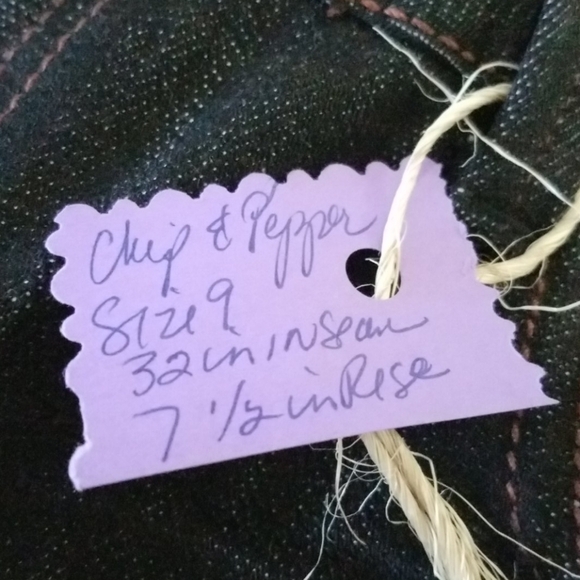 Chip & Pepper
Size 9
32 in inseam
7 1/2 in Rise